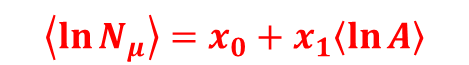 ⟨ln N_μ⟩ = x_0 + x_1⟨ln A⟩